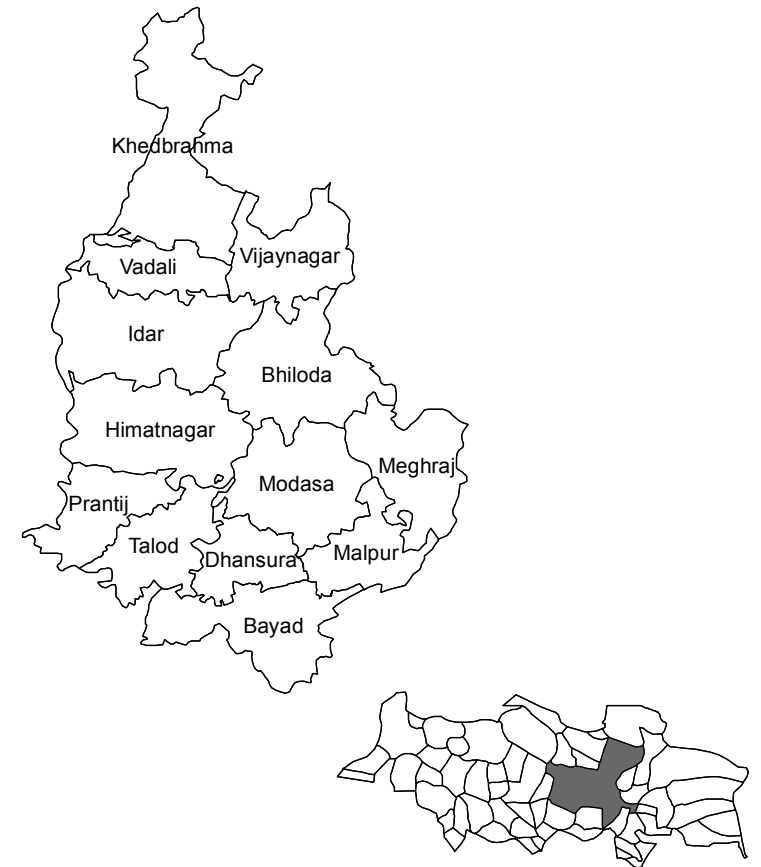 Khedbrahma
Vijaynagar
Vadali
Idar
Bhiloda
Himatnagar
Meghraj
Modasa
Prantij
Talod
Malpur
Dhansura
Bayad